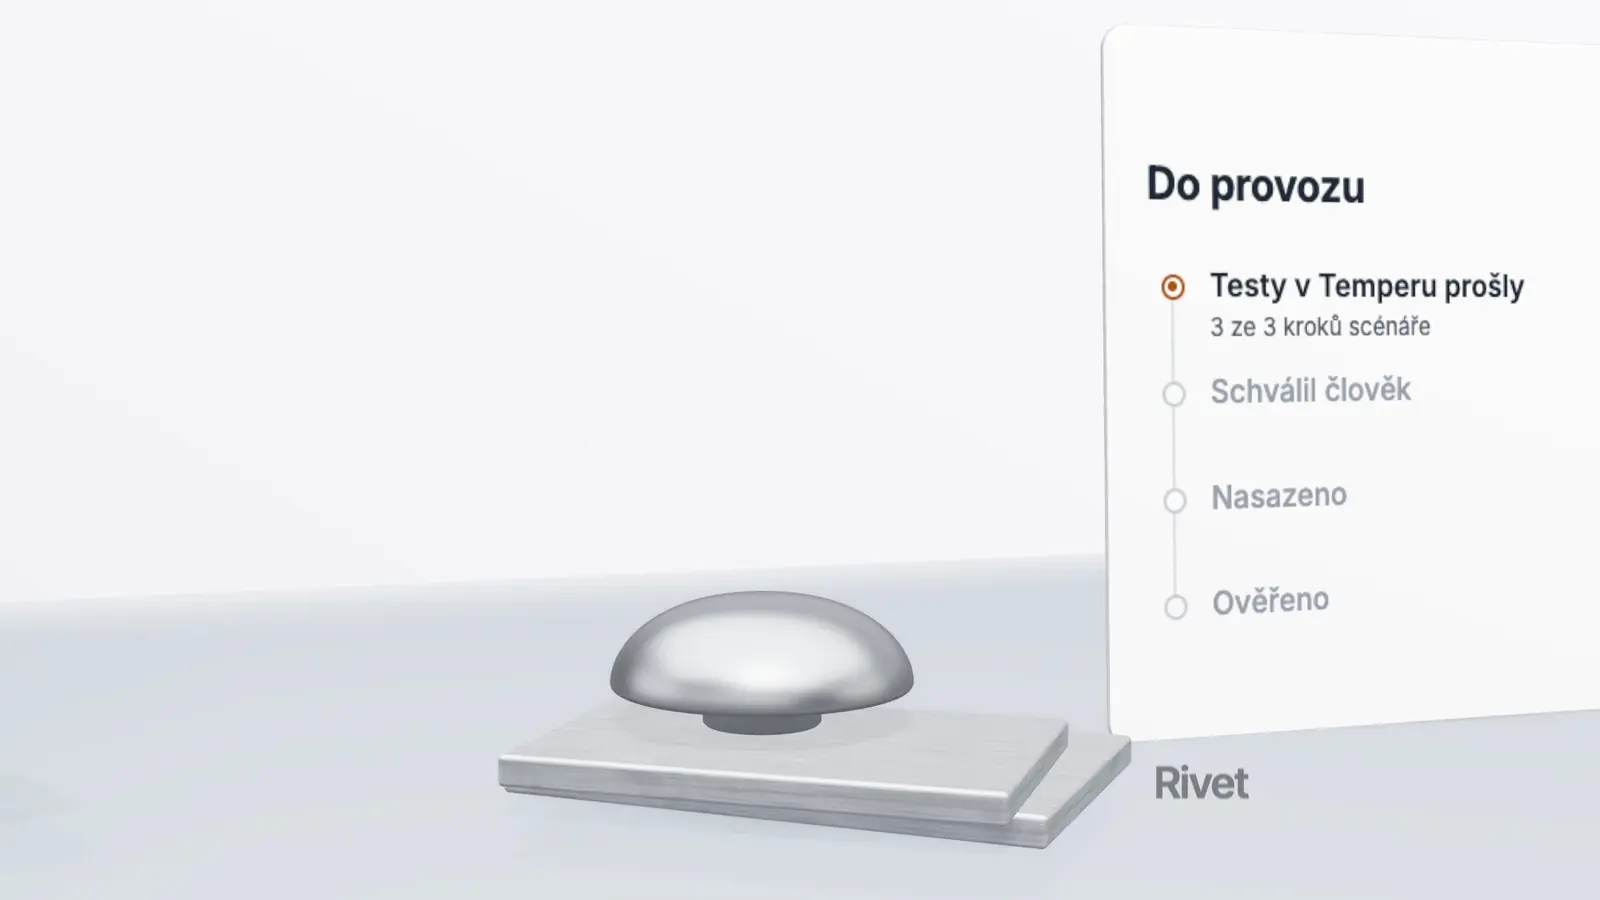 Do provozu
Testy v Temperu prošly
3 ze 3 kroků scénáře
Schválil člověk
Nasazeno
Ověřeno
Rivet